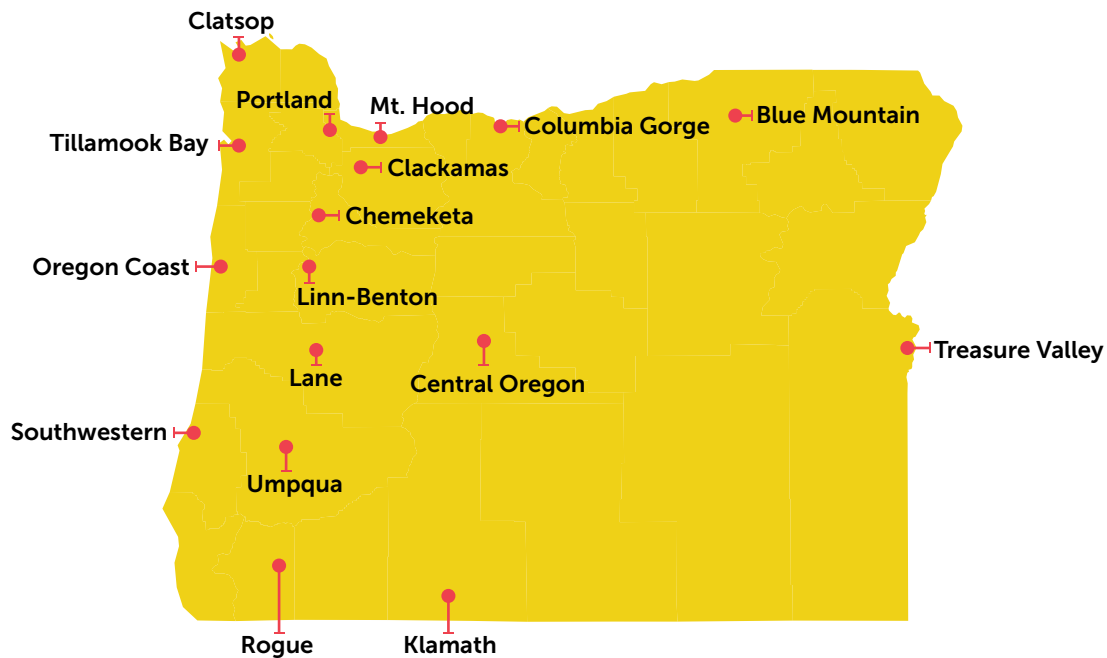 Clatsop
Portland
Mt. Hood
Columbia Gorge
Blue Mountain
Tillamook Bay
Clackamas
Chemeketa
Oregon Coast
Linn-Benton
Treasure Valley
Lane
Central Oregon
Southwestern
Umpqua
Rogue
Klamath